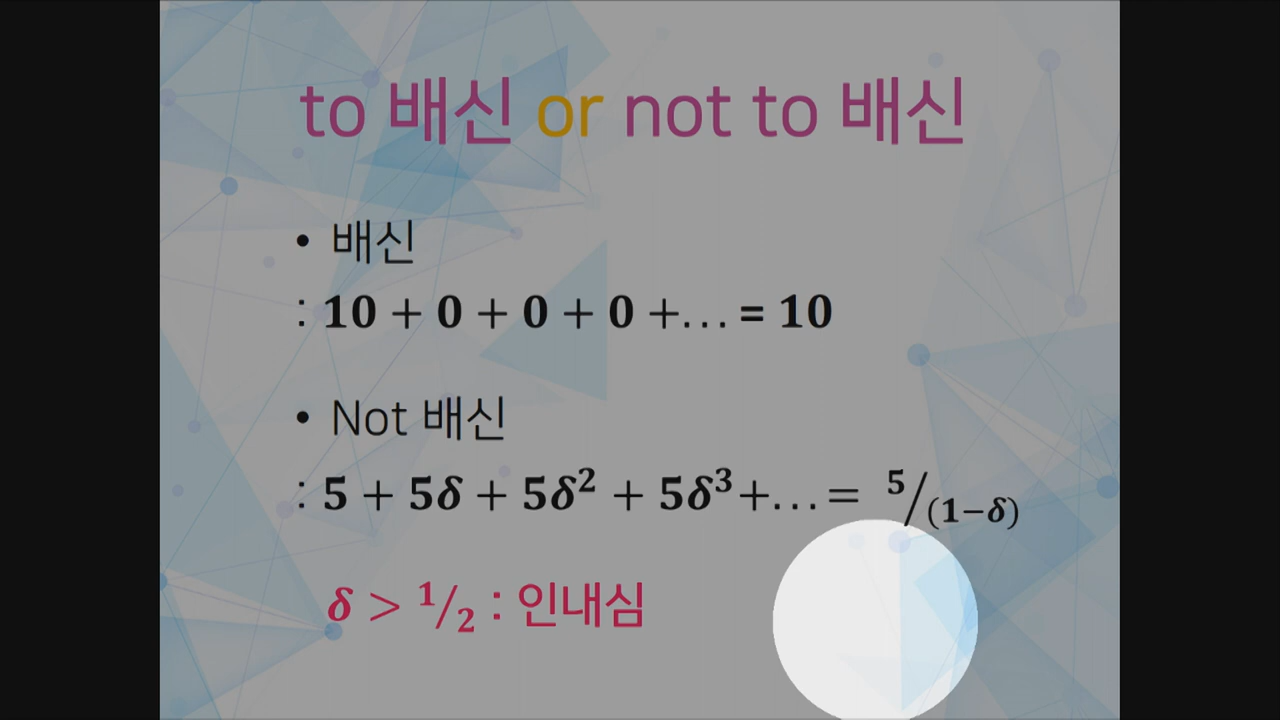 to 배신 or not to 배신
• 배신
: 10 + 0 + 0 + 0 +… = 10
• Not 배신
: 5 + 5δ + 5δ² + 5δ³+… = ⁵/₍₁₋δ₎
δ > ¹/₂ : 인내심